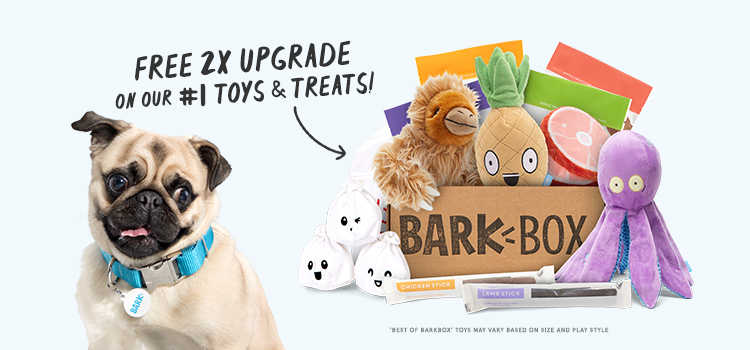 FREE 2X UPGRADE
ON OUR #1 TOYS & TREATS!
BARK BOX
CHICKEN STICK
LAMB STICK
BARK
*BEST OF BARKBOX* TOYS MAY VARY BASED ON SIZE AND PLAY STYLE